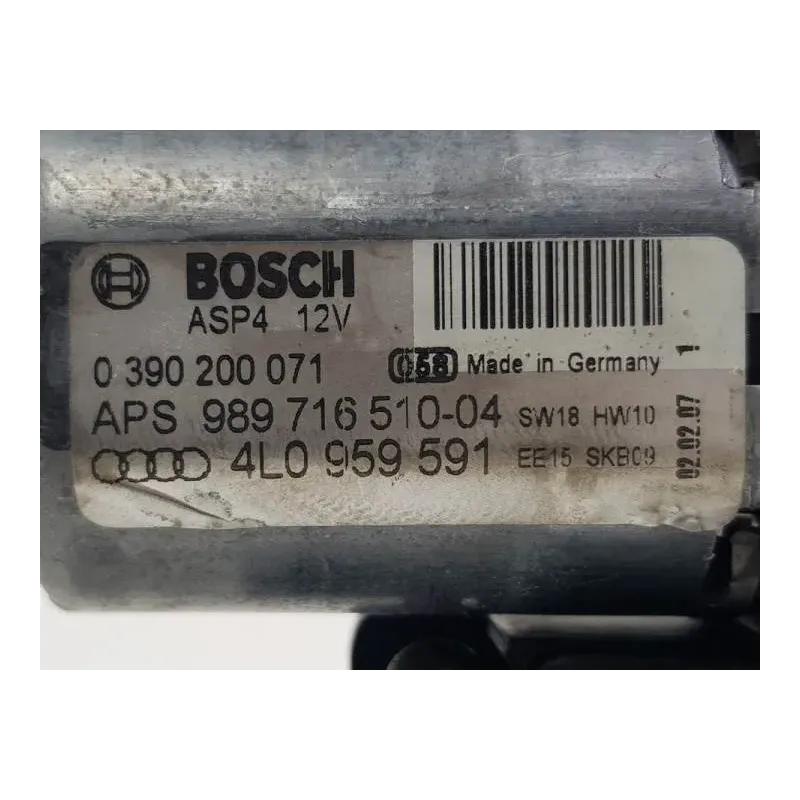 BOSCH
ASP4 12V
0 390 200 071 058 Made in Germany 1
APS 989 716 510-04 SW18 HW10
4L0 959 591 EE15 SKB09
02.02.07